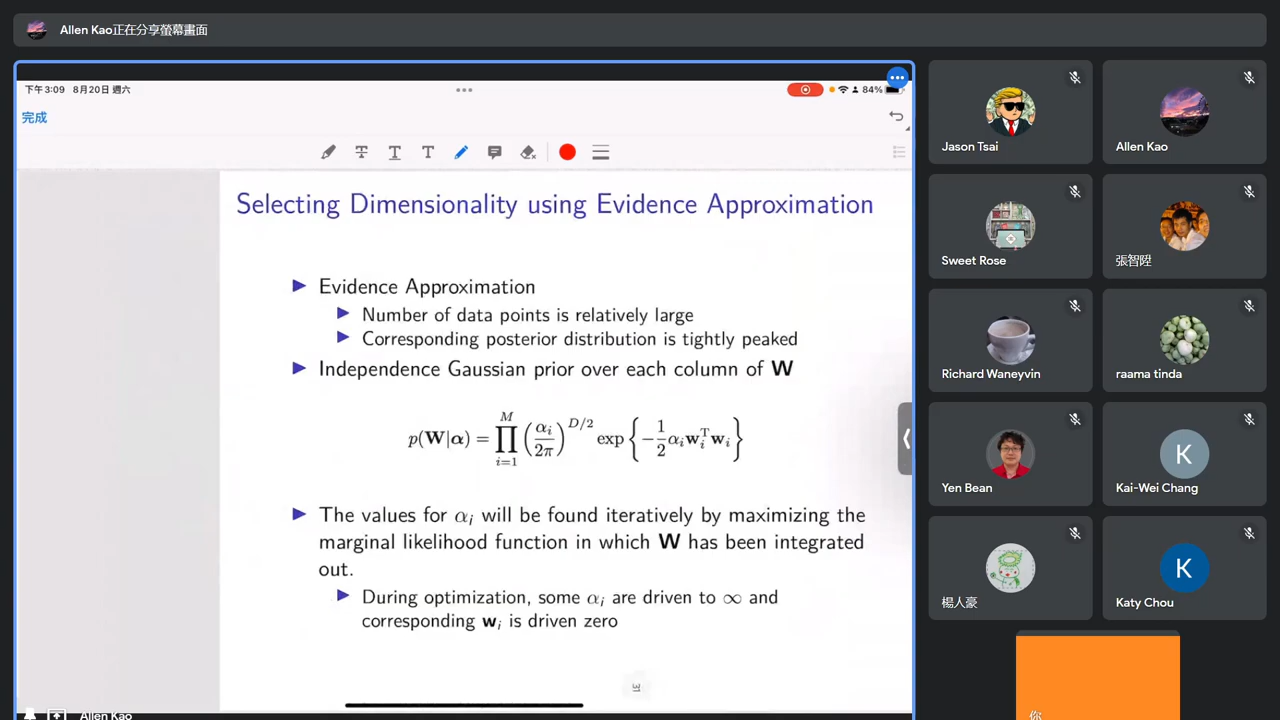 Allen Kao正在分享螢幕畫面
下午3:09 8月20日 週六
84%
完成
Selecting Dimensionality using Evidence Approximation
Evidence Approximation
Number of data points is relatively large
Corresponding posterior distribution is tightly peaked
Independence Gaussian prior over each column of W
p(W|α) = ∏_{i=1}^{M} (α_i/2π)^{D/2} exp{−1/2 α_i w_i^T w_i}
The values for α_i will be found iteratively by maximizing the
marginal likelihood function in which W has been integrated
out.
During optimization, some α_i are driven to ∞ and
corresponding w_i is driven zero
31
Allen Kao
Jason Tsai
Allen Kao
Sweet Rose
張智陞
Richard Waneyvin
raama tinda
Yen Bean
K
Kai-Wei Chang
楊人豪
K
Katy Chou
你